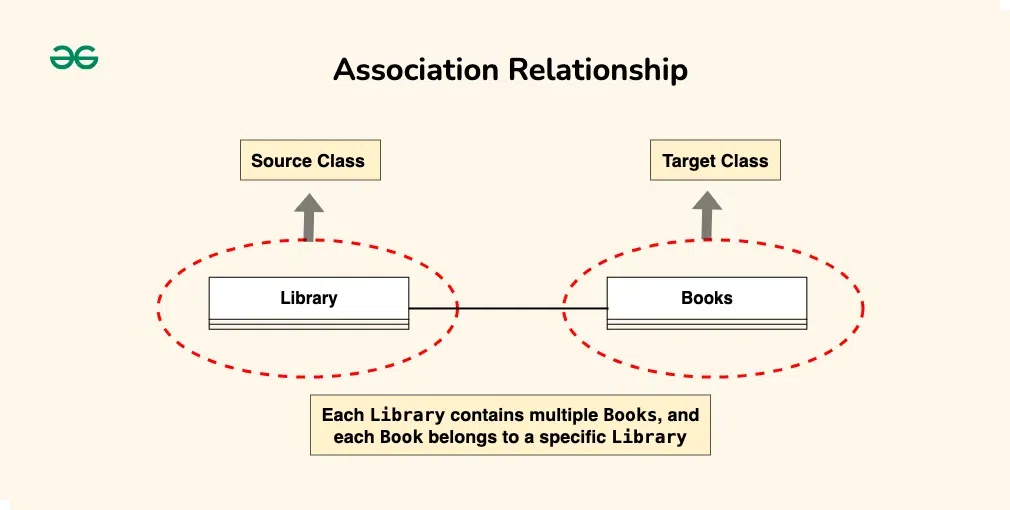 Association Relationship
Source Class
Target Class
Library
Books
Each Library contains multiple Books, and
each Book belongs to a specific Library